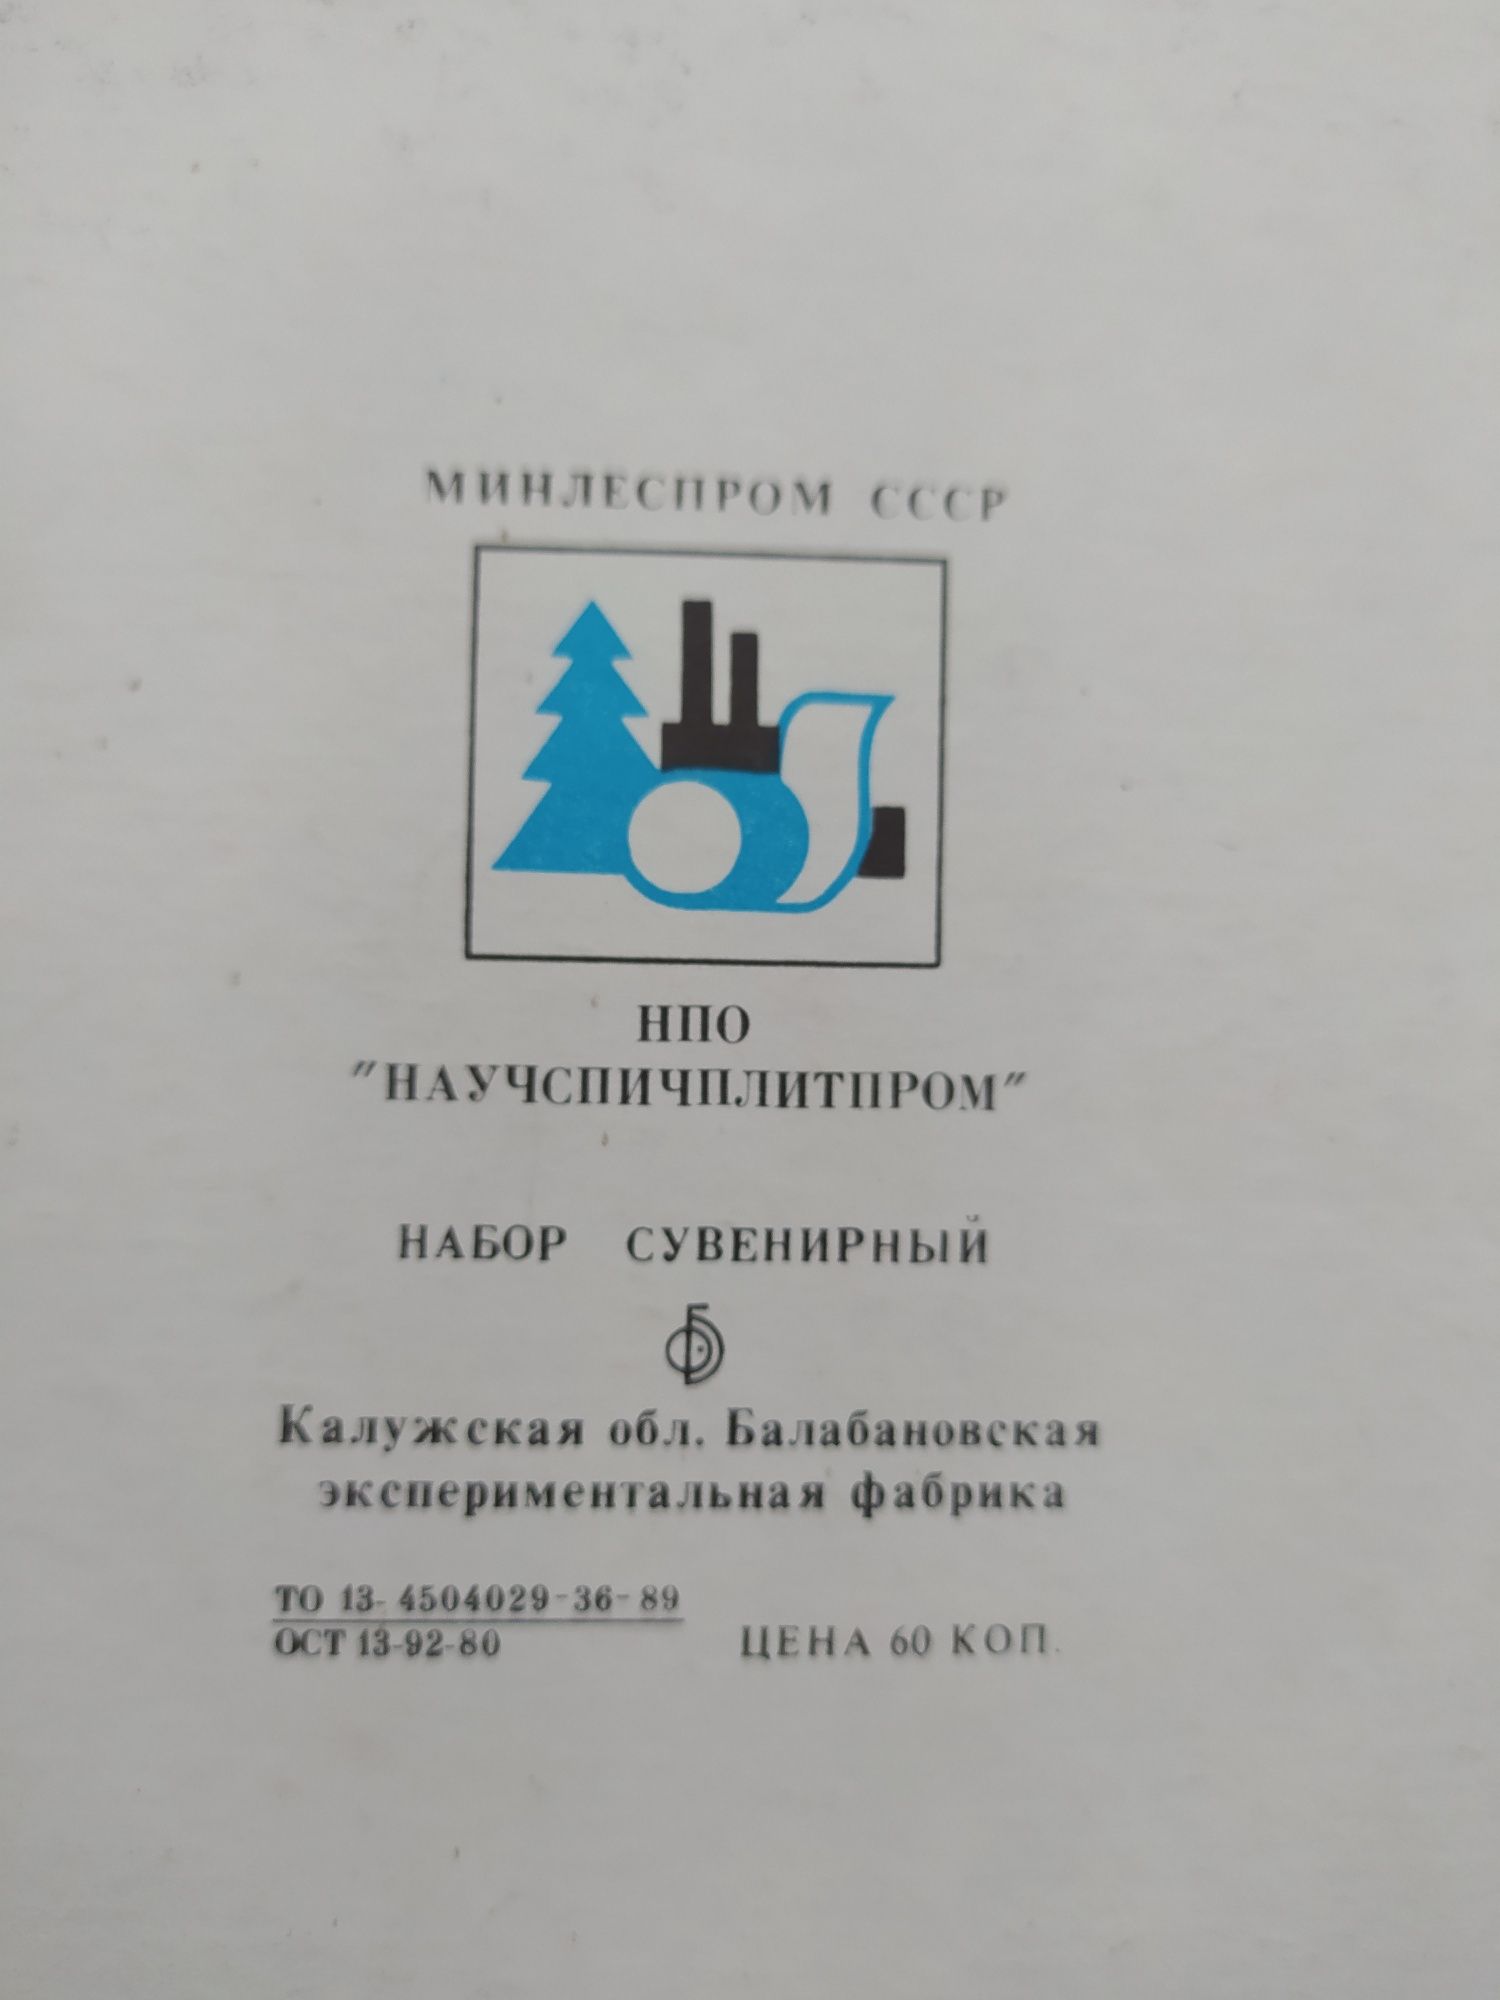 МИНЛЕСПРОМ СССР
НПО
"НАУЧСПИЧПЛИТПРОМ"
НАБОР СУВЕНИРНЫЙ
Калужская обл. Балабановская
экспериментальная фабрика
ТО 13-4504029-36-89
ОСТ 13-92-80
ЦЕНА 60 КОП.